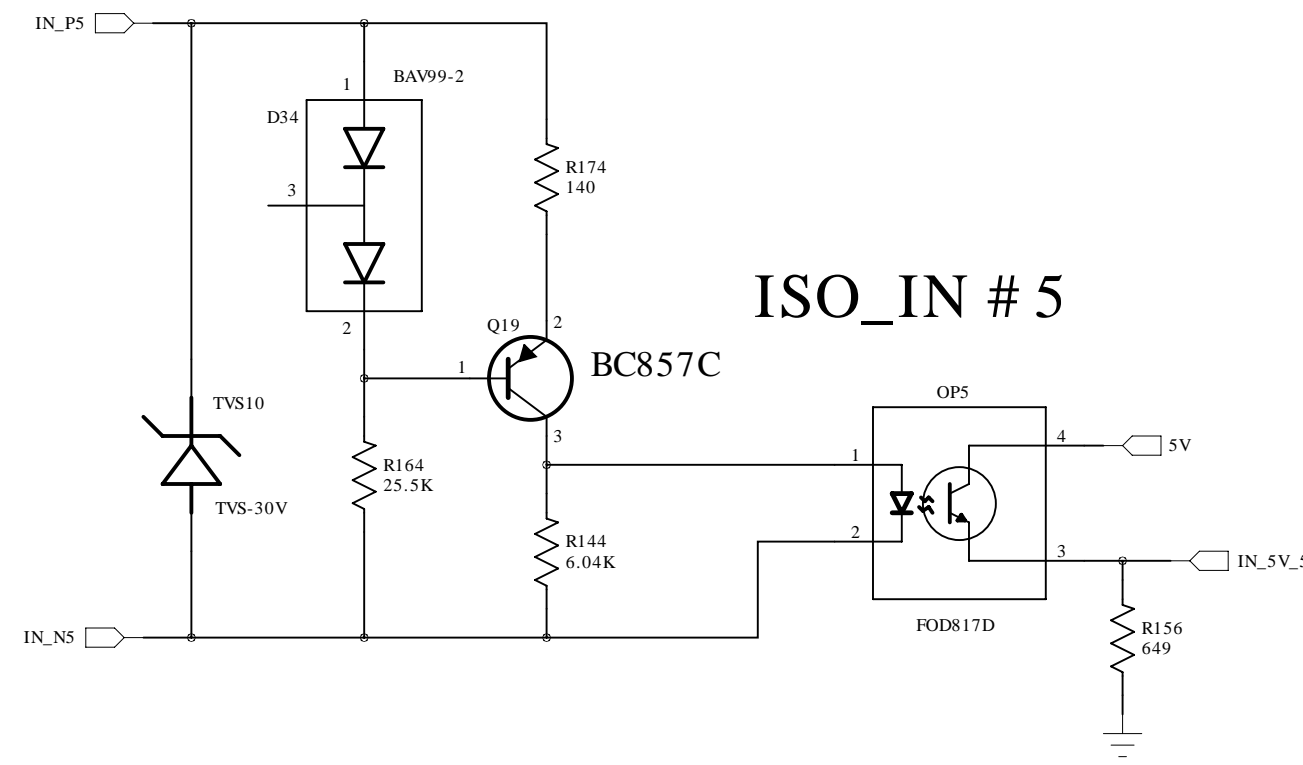 IN_P5
1
BAV99-2
D34
3
2
R174
140
ISO_IN # 5
Q19
2
1
BC857C
3
TVS10
TVS-30V
R164
25.5K
R144
6.04K
OP5
1
2
4
5V
3
IN_5V_5
FOD817D
R156
649
IN_N5